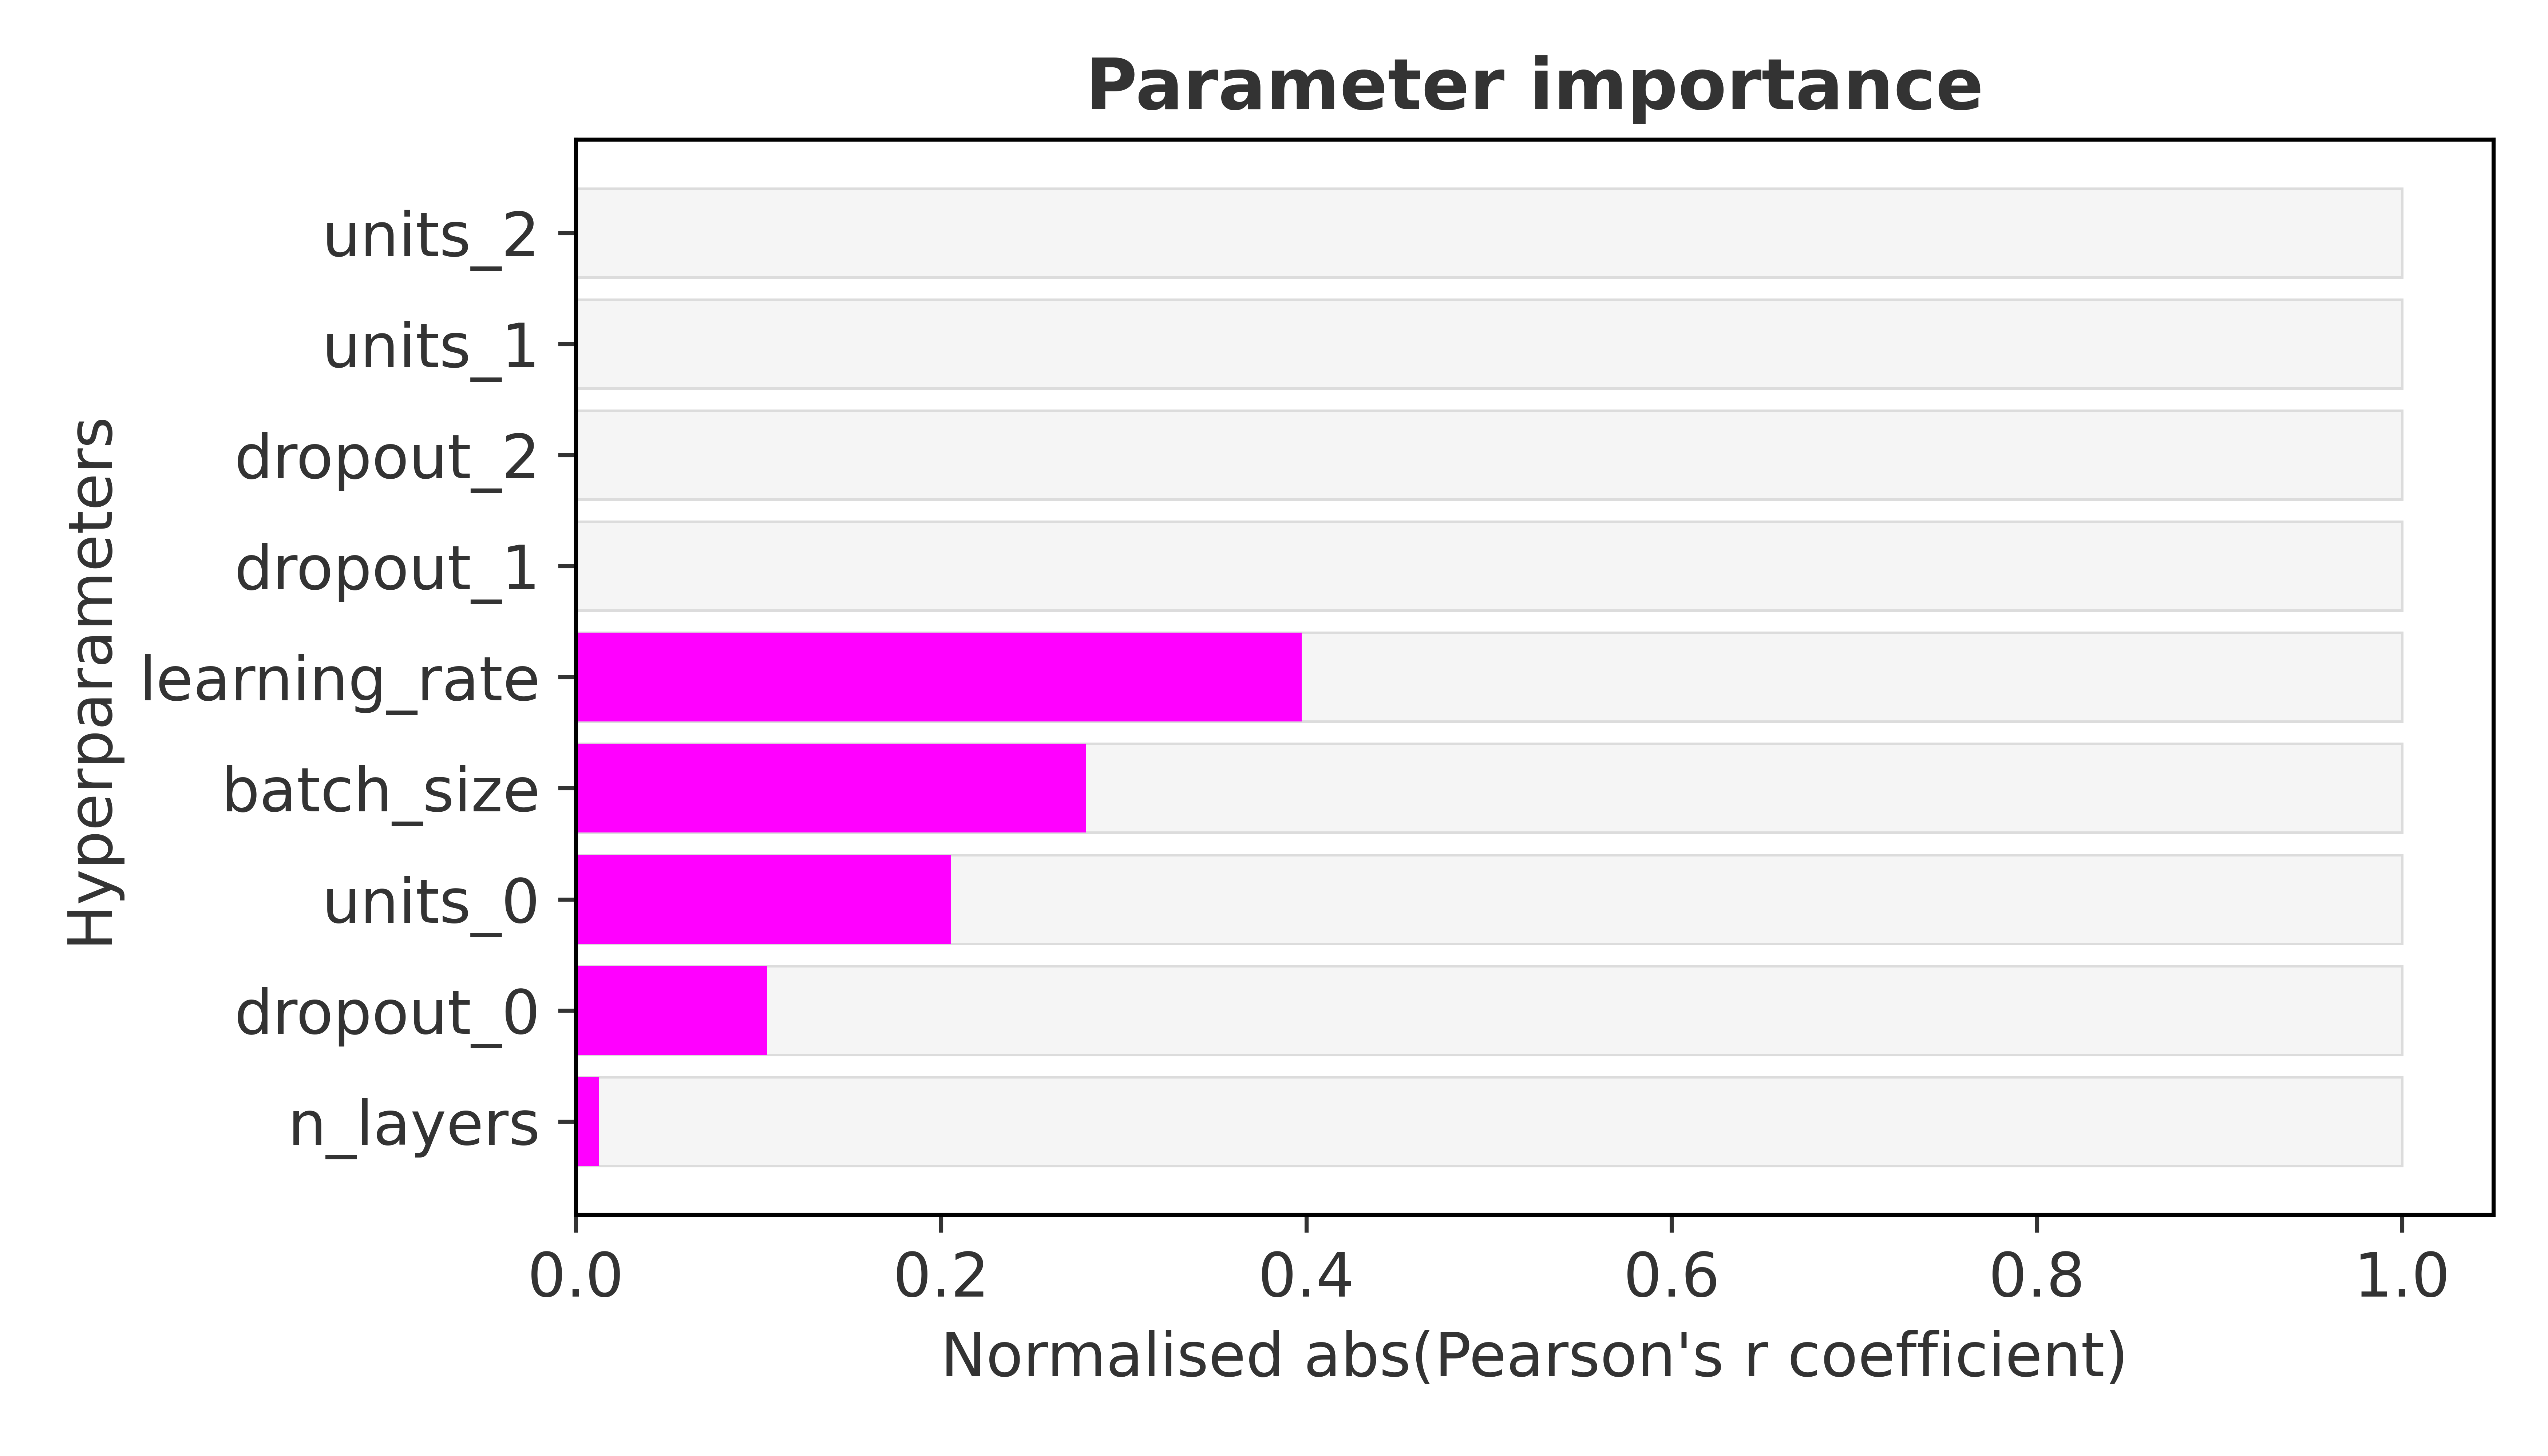 Parameter importance
Hyperparameters
units_2
units_1
dropout_2
dropout_1
learning_rate
batch_size
units_0
dropout_0
n_layers
0.0 0.2 0.4 0.6 0.8 1.0
Normalised abs(Pearson's r coefficient)